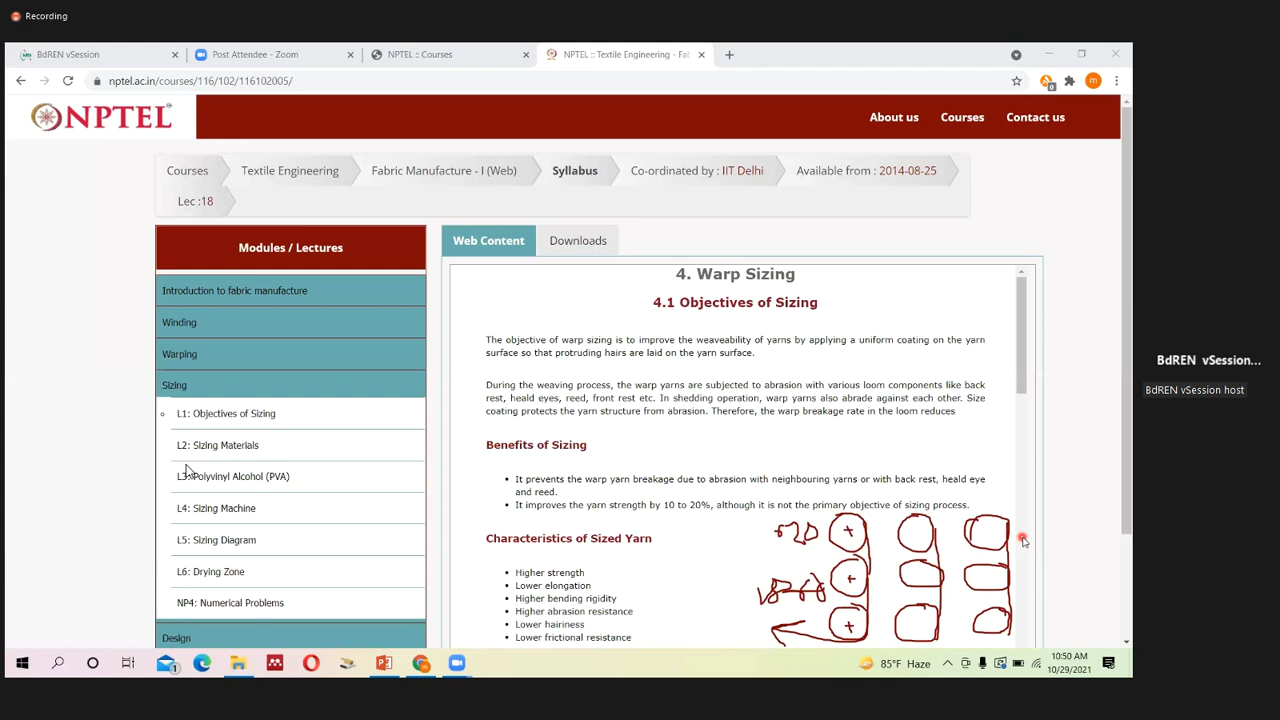 Recording
BdREN vSession
Post Attendee - Zoom
NPTEL :: Courses
NPTEL :: Textile Engineering - Fat
nptel.ac.in/courses/116/102/116102005/
m
NPTEL
About us
Courses
Contact us
Courses
Textile Engineering
Fabric Manufacture - I (Web)
Syllabus
Co-ordinated by : IIT Delhi
Available from : 2014-08-25
Lec :18
Modules / Lectures
Introduction to fabric manufacture
Winding
Warping
Sizing
L1: Objectives of Sizing
L2: Sizing Materials
L3: Polyvinyl Alcohol (PVA)
L4: Sizing Machine
L5: Sizing Diagram
L6: Drying Zone
NP4: Numerical Problems
Design
Web Content
Downloads
4. Warp Sizing
4.1 Objectives of Sizing
The objective of warp sizing is to improve the weaveability of yarns by applying a uniform coating on the yarn
surface so that protruding hairs are laid on the yarn surface.
During the weaving process, the warp yarns are subjected to abrasion with various loom components like back
rest, heald eyes, reed, front rest etc. In shedding operation, warp yarns also abrade against each other. Size
coating protects the yarn structure from abrasion. Therefore, the warp breakage rate in the loom reduces
Benefits of Sizing
• It prevents the warp yarn breakage due to abrasion with neighbouring yarns or with back rest, heald eye
and reed.
• It improves the yarn strength by 10 to 20%, although it is not the primary objective of sizing process.
Characteristics of Sized Yarn
• Higher strength
• Lower elongation
• Higher bending rigidity
• Higher abrasion resistance
• Lower hairiness
• Lower frictional resistance
BdREN vSession...
BdREN vSession host
85°F Haze
10:50 AM
10/29/2021